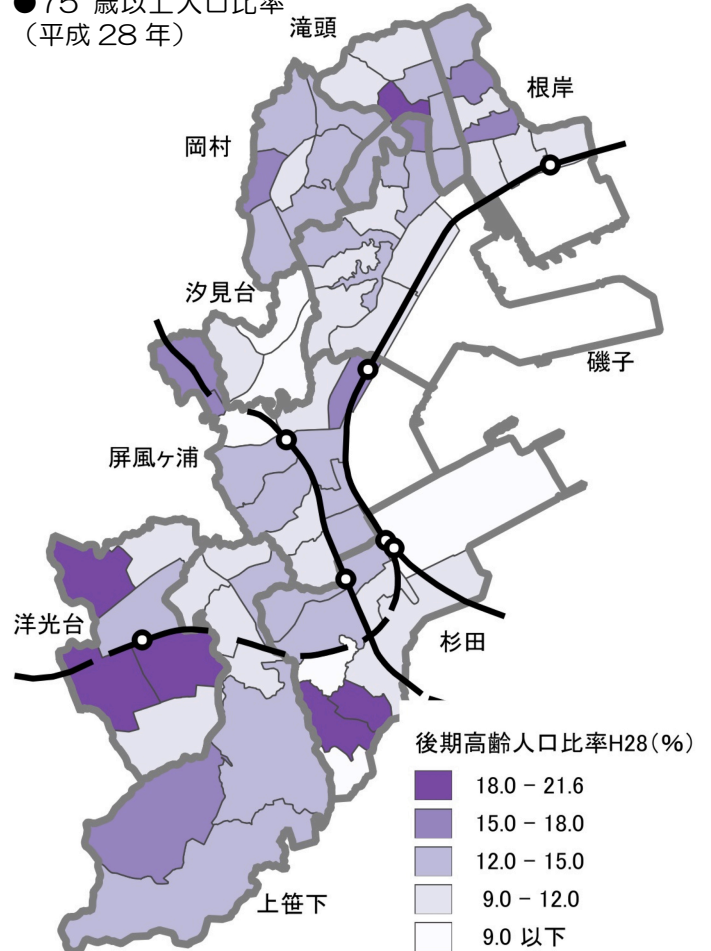 ●75 歳以上人口比率
（平成 28 年）
滝頭
根岸
岡村
汐見台
磯子
屏風ヶ浦
洋光台
杉田
上笹下
後期高齢人口比率H28（%）
18.0 − 21.6
15.0 − 18.0
12.0 − 15.0
9.0 − 12.0
9.0 以下